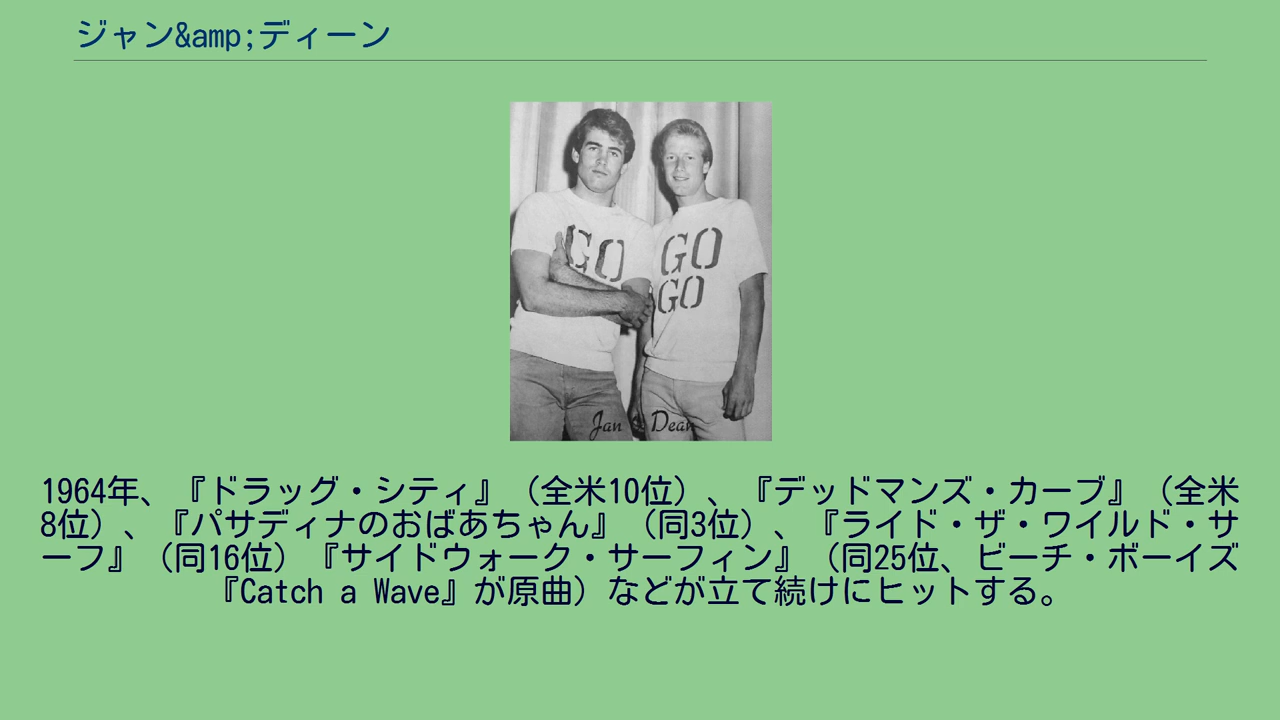 ジャン&amp;ディーン
GO
GO
GO
Jan & Dean
1964年、『ドラッグ・シティ』（全米10位）、『デッドマンズ・カーブ』（全米
8位）、『パサディナのおばあちゃん』（同3位）、『ライド・ザ・ワイルド・サ
ーフ』（同16位）『サイドウォーク・サーフィン』（同25位、ビーチ・ボーイズ
『Catch a Wave』が原曲）などが立て続けにヒットする。